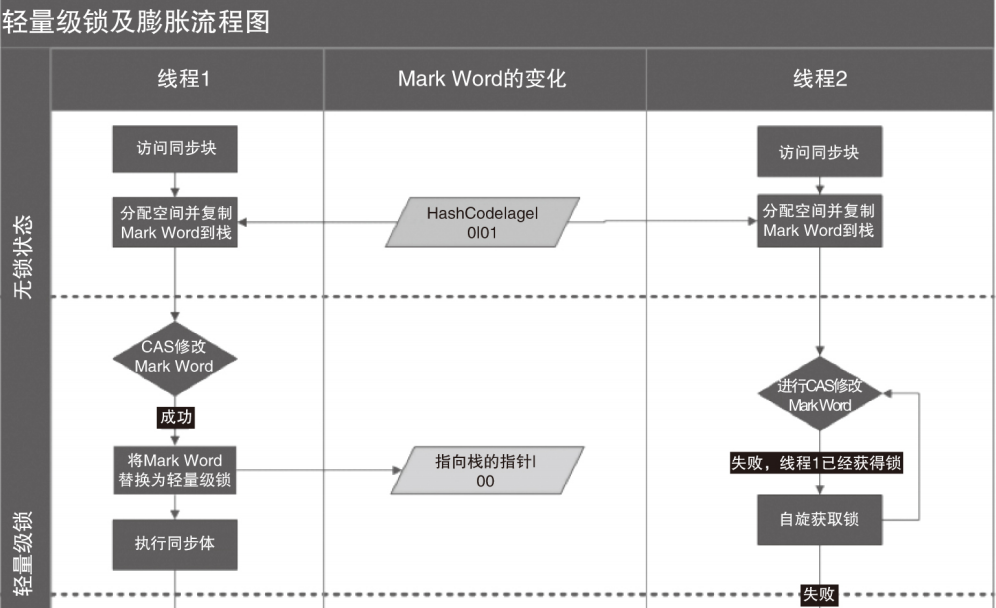 轻量级锁及膨胀流程图
线程1
Mark Word的变化
线程2
无锁状态
访问同步块
访问同步块
分配空间并复制
Mark Word到栈
HashCodelagel
0l01
分配空间并复制
Mark Word到栈
轻量级锁
CAS修改
Mark Word
进行CAS修改
Mark Word
成功
失败，线程1已经获得锁
将Mark Word
替换为轻量级锁
指向栈的指针l
00
自旋获取锁
执行同步体
失败